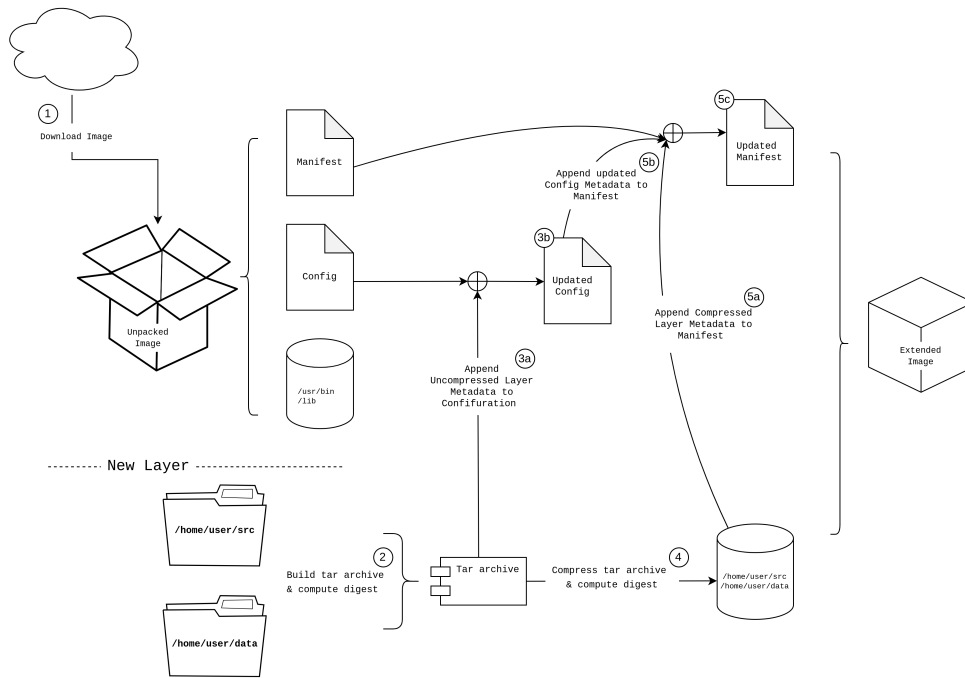 1
Download Image
Unpacked
Image
Manifest
Config
/usr/bin
/lib
5c
Updated
Manifest
5b
Append updated
Config Metadata to
Manifest
3b
Updated
Config
5a
Append Compressed
Layer Metadata to
Manifest
3a
Append
Uncompressed Layer
Metadata to
Confifuration
Extended
Image
New Layer
/home/user/src
/home/user/data
2
Build tar archive
& compute digest
Tar archive
4
Compress tar archive
& compute digest
/home/user/src
/home/user/data